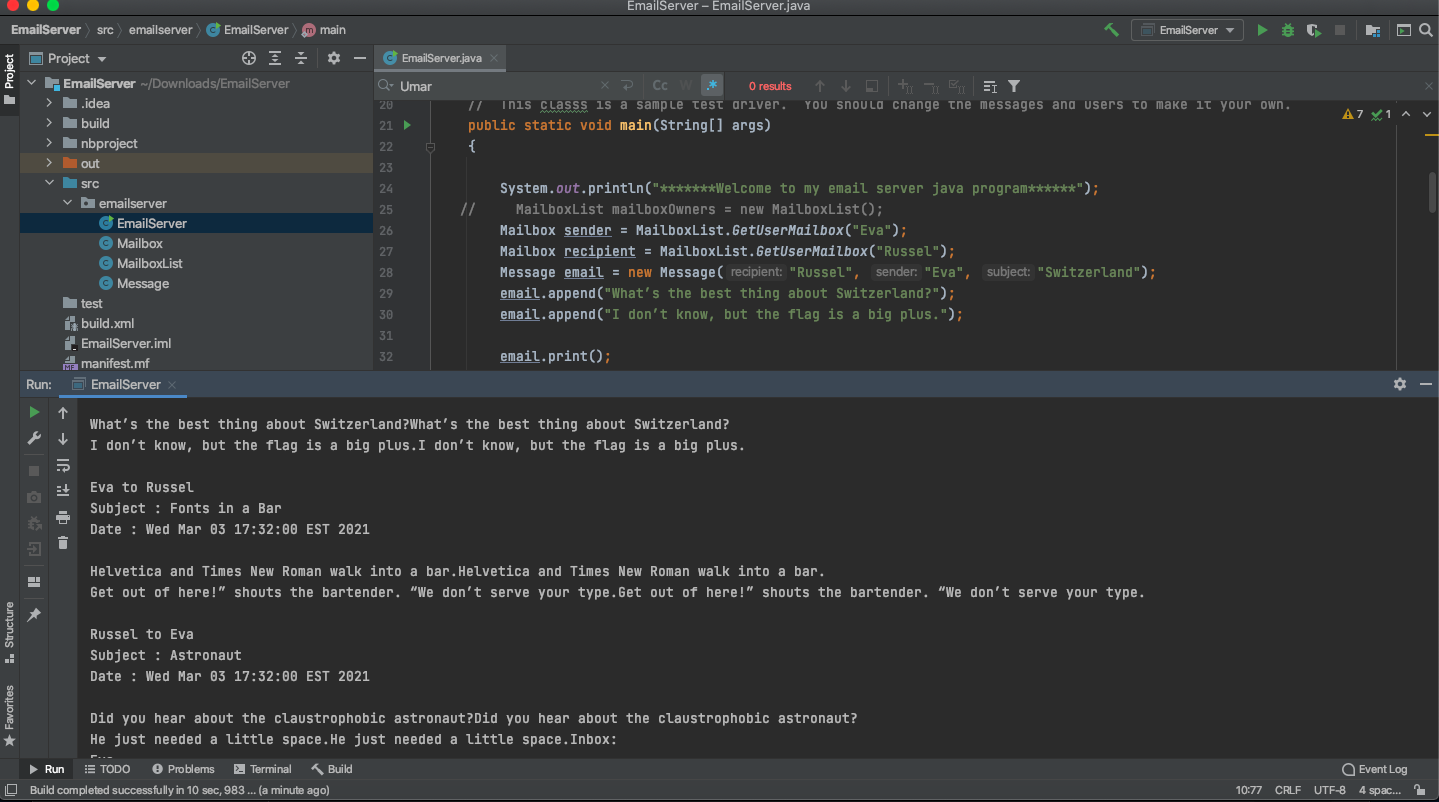 EmailServer – EmailServer.java
EmailServer src emailserver EmailServer main
EmailServer
Project
EmailServer.java
Project
EmailServer ~/Downloads/EmailServer
.idea
build
nbproject
out
src
emailserver
EmailServer
Mailbox
MailboxList
Message
test
build.xml
EmailServer.iml
manifest.mf
Umar
Cc W .* 0 results
7 1
20 // This classs is a sample test driver. You should change the messages and users to make it your own.
21 public static void main(String[] args)
22 {
23
24 System.out.println("*******Welcome to my email server java program******");
25 // MailboxList mailboxOwners = new MailboxList();
26 Mailbox sender = MailboxList.GetUserMailbox("Eva");
27 Mailbox recipient = MailboxList.GetUserMailbox("Russel");
28 Message email = new Message( recipient: "Russel", sender: "Eva", subject: "Switzerland");
29 email.append("What’s the best thing about Switzerland?");
30 email.append("I don’t know, but the flag is a big plus.");
31
32 email.print();
Run: EmailServer
What’s the best thing about Switzerland?What’s the best thing about Switzerland?
I don’t know, but the flag is a big plus.I don’t know, but the flag is a big plus.
Eva to Russel
Subject : Fonts in a Bar
Date : Wed Mar 03 17:32:00 EST 2021
Helvetica and Times New Roman walk into a bar.Helvetica and Times New Roman walk into a bar.
Get out of here!” shouts the bartender. “We don’t serve your type.Get out of here!” shouts the bartender. “We don’t serve your type.
Russel to Eva
Subject : Astronaut
Date : Wed Mar 03 17:32:00 EST 2021
Did you hear about the claustrophobic astronaut?Did you hear about the claustrophobic astronaut?
He just needed a little space.He just needed a little space.Inbox:
Eva
Structure
Favorites
Run TODO Problems Terminal Build Event Log
Build completed successfully in 10 sec, 983 ... (a minute ago) 10:77 CRLF UTF-8 4 spac...